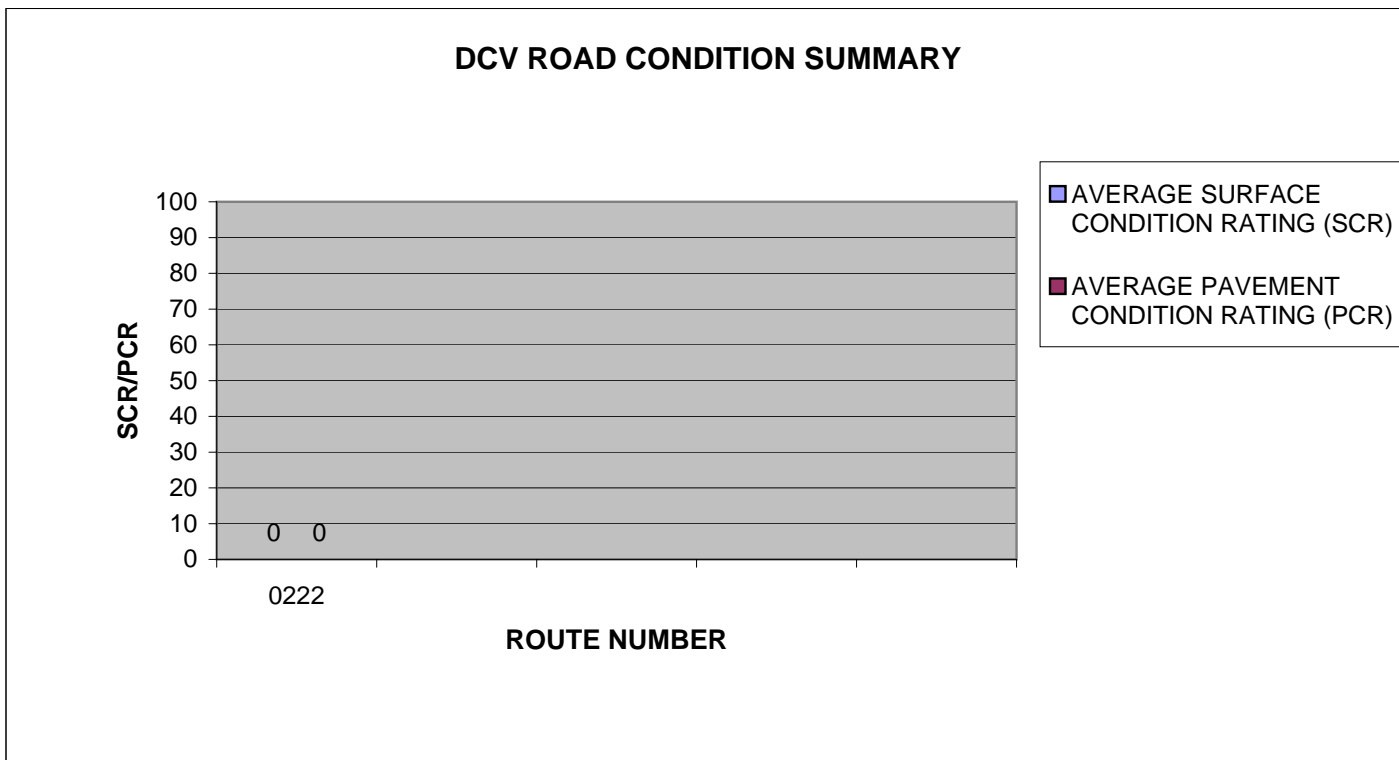 DCV ROAD CONDITION SUMMARY
100
90
80
70
60
50
40
30
20
10
0
SCR/PCR
0 0
0222
ROUTE NUMBER
AVERAGE SURFACE
CONDITION RATING (SCR)
AVERAGE PAVEMENT
CONDITION RATING (PCR)